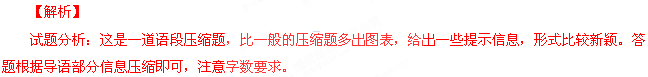 【解析】
试题分析：这是一道语段压缩题，比一般的压缩题多出图表，给出一些提示信息，形式比较新颖。答
题根据导语部分信息压缩即可，注意字数要求。